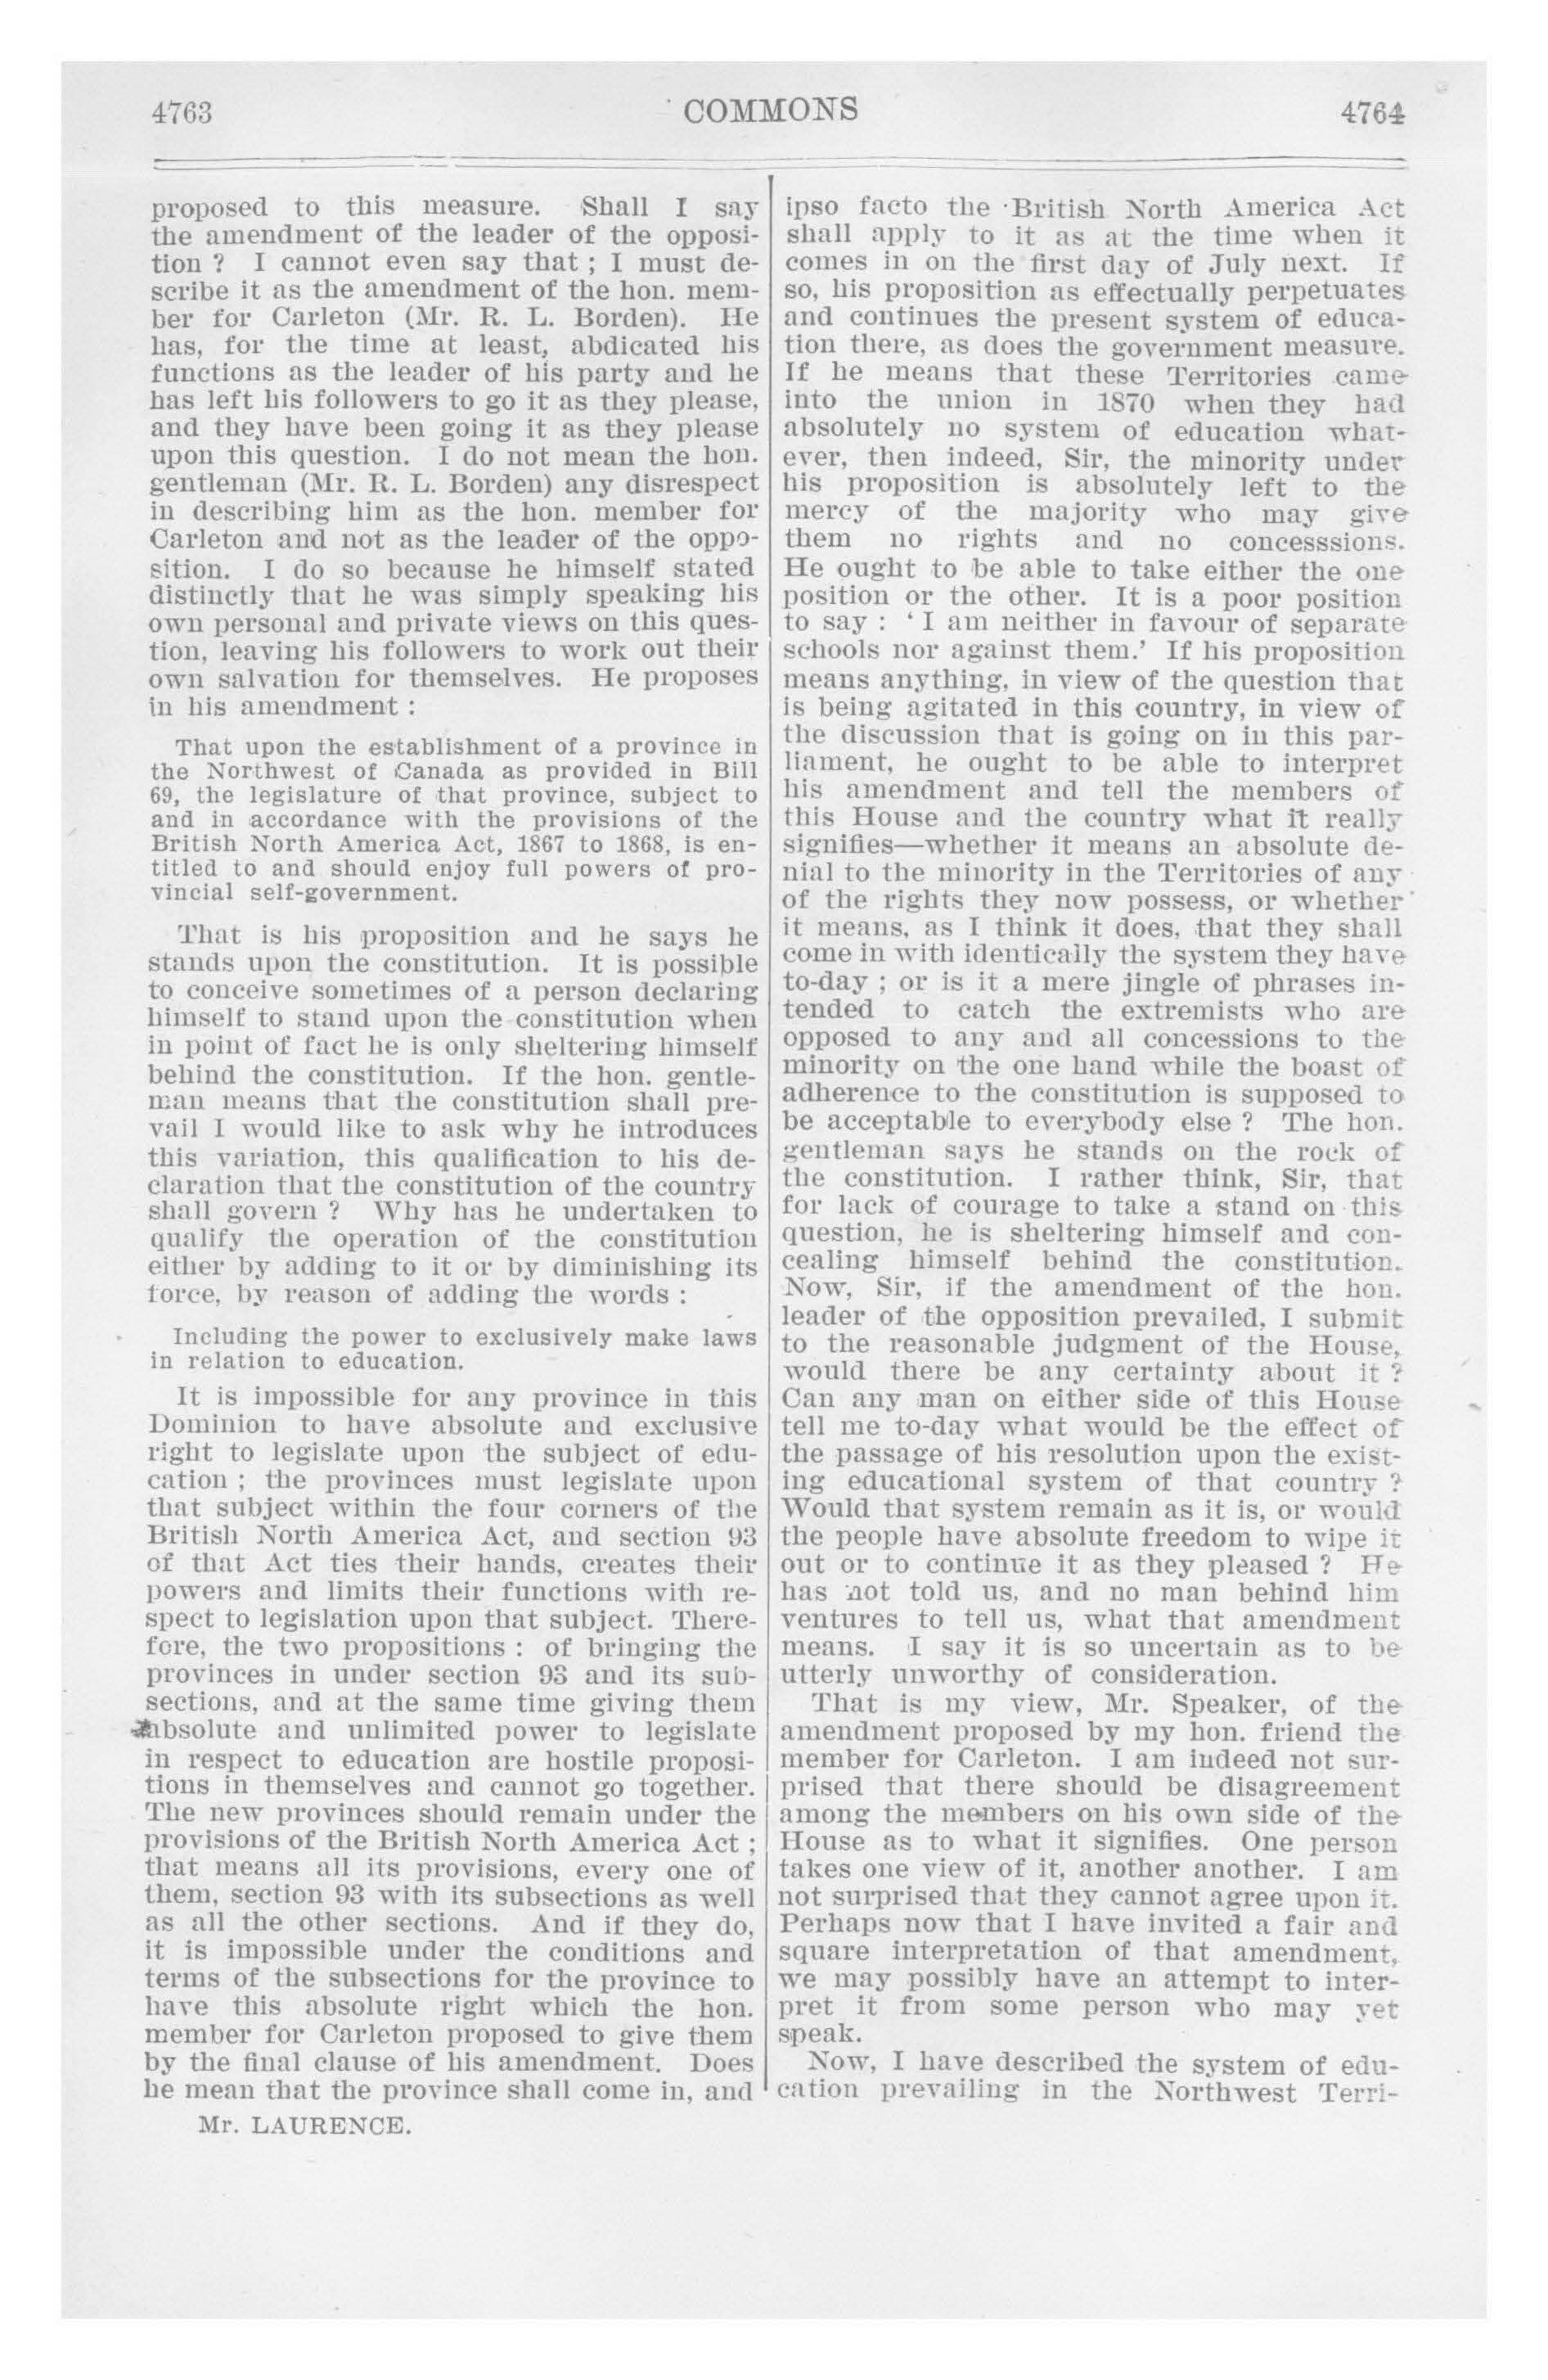 4763 COMMONS 4764
proposed to this measure. Shall I say
the amendment of the leader of the opposi-
tion ? I cannot even say that ; I must de-
scribe it as the amendment of the hon. mem-
ber for Carleton (Mr. R. L. Borden). He
has, for the time at least, abdicated his
functions as the leader of his party and he
has left his followers to go it as they please,
and they have been going it as they please
upon this question. I do not mean the hon.
gentleman (Mr. R. L. Borden) any disrespect
in describing him as the hon. member for
Carleton and not as the leader of the oppo-
sition. I do so because he himself stated
distinctly that he was simply speaking his
own personal and private views on this ques-
tion, leaving his followers to work out their
own salvation for themselves. He proposes
in his amendment :
That upon the establishment of a province in
the Northwest of Canada as provided in Bill
69, the legislature of that province, subject to
and in accordance with the provisions of the
British North America Act, 1867 to 1868, is en-
titled to and should enjoy full powers of pro-
vincial self-government.
That is his proposition and he says he
stands upon the constitution. It is possible
to conceive sometimes of a person declaring
himself to stand upon the constitution when
in point of fact he is only sheltering himself
behind the constitution. If the hon. gentle-
man means that the constitution shall pre-
vail I would like to ask why he introduces
this variation, this qualification to his de-
claration that the constitution of the country
shall govern ? Why has he undertaken to
qualify the operation of the constitution
either by adding to it or by diminishing its
force, by reason of adding the words :
Including the power to exclusively make laws
in relation to education.
It is impossible for any province in this
Dominion to have absolute and exclusive
right to legislate upon the subject of edu-
cation ; the provinces must legislate upon
that subject within the four corners of the
British North America Act, and section 93
of that Act ties their hands, creates their
powers and limits their functions with re-
spect to legislation upon that subject. There-
fore, the two propositions : of bringing the
provinces in under section 93 and its sub-
sections, and at the same time giving them
absolute and unlimited power to legislate
in respect to education are hostile proposi-
tions in themselves and cannot go together.
The new provinces should remain under the
provisions of the British North America Act ;
that means all its provisions, every one of
them, section 93 with its subsections as well
as all the other sections. And if they do,
it is impossible under the conditions and
terms of the subsections for the province to
have this absolute right which the hon.
member for Carleton proposed to give them
by the final clause of his amendment. Does
he mean that the province shall come in, and
Mr. LAURENCE.
ipso facto the British North America Act
shall apply to it as at the time when it
comes in on the first day of July next. If
so, his proposition as effectually perpetuates
and continues the present system of educa-
tion there, as does the government measure.
If he means that these Territories came
into the union in 1870 when they had
absolutely no system of education what-
ever, then indeed, Sir, the minority under
his proposition is absolutely left to the
mercy of the majority who may give
them no rights and no concesssions.
He ought to be able to take either the one
position or the other. It is a poor position
to say : ‘ I am neither in favour of separate
schools nor against them.’ If his proposition
means anything, in view of the question that
is being agitated in this country, in view of
the discussion that is going on in this par-
liament, he ought to be able to interpret
his amendment and tell the members of
this House and the country what it really
signifies—whether it means an absolute de-
nial to the minority in the Territories of any
of the rights they now possess, or whether
it means, as I think it does, that they shall
come in with identically the system they have
to-day ; or is it a mere jingle of phrases in-
tended to catch the extremists who are
opposed to any and all concessions to the
minority on the one hand while the boast of
adherence to the constitution is supposed to
be acceptable to everybody else ? The hon.
gentleman says he stands on the rock of
the constitution. I rather think, Sir, that
for lack of courage to take a stand on this
question, he is sheltering himself and con-
cealing himself behind the constitution.
Now, Sir, if the amendment of the hon.
leader of the opposition prevailed, I submit
to the reasonable judgment of the House,
would there be any certainty about it ?
Can any man on either side of this House
tell me to-day what would be the effect of
the passage of his resolution upon the exist-
ing educational system of that country ?
Would that system remain as it is, or would
the people have absolute freedom to wipe it
out or to continue it as they pleased ? He
has not told us, and no man behind him
ventures to tell us, what that amendment
means. I say it is so uncertain as to be
utterly unworthy of consideration.
That is my view, Mr. Speaker, of the
amendment proposed by my hon. friend the
member for Carleton. I am indeed not sur-
prised that there should be disagreement
among the members on his own side of the
House as to what it signifies. One person
takes one view of it, another another. I am
not surprised that they cannot agree upon it.
Perhaps now that I have invited a fair and
square interpretation of that amendment,
we may possibly have an attempt to inter-
pret it from some person who may yet
speak.
Now, I have described the system of edu-
cation prevailing in the Northwest Terri-